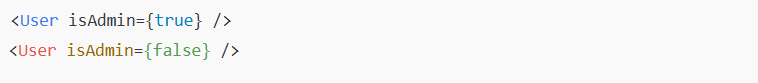 <User isAdmin={true} />
<User isAdmin={false} />